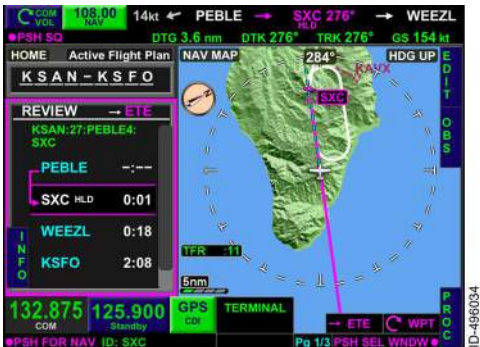 COM VOL 108.00 NAV 14kt PEBLE → SXC 276° HLD → WEEZL
PSH SQ DTG 3.6 nm DTK 276° TRK 276° GS 154 kt
HOME Active Flight Plan
KSAN-KSFO
REVIEW → ETE
KSAN:27:PEBLE4:
SXC
PEBLE -:--
SXC HLD 0:01
WEEZL 0:18
KSFO 2:08
INFO
NAV MAP 284° HDG UP
KAVX
SXC
TFR :11
5nm
EDIT
OBS
PROC
→ ETE WPT
132.875 COM 125.900 Standby GPS CDI TERMINAL
PSH FOR NAV ID: SXC Pg 1/3 PSH SEL WNDW
ID-496034